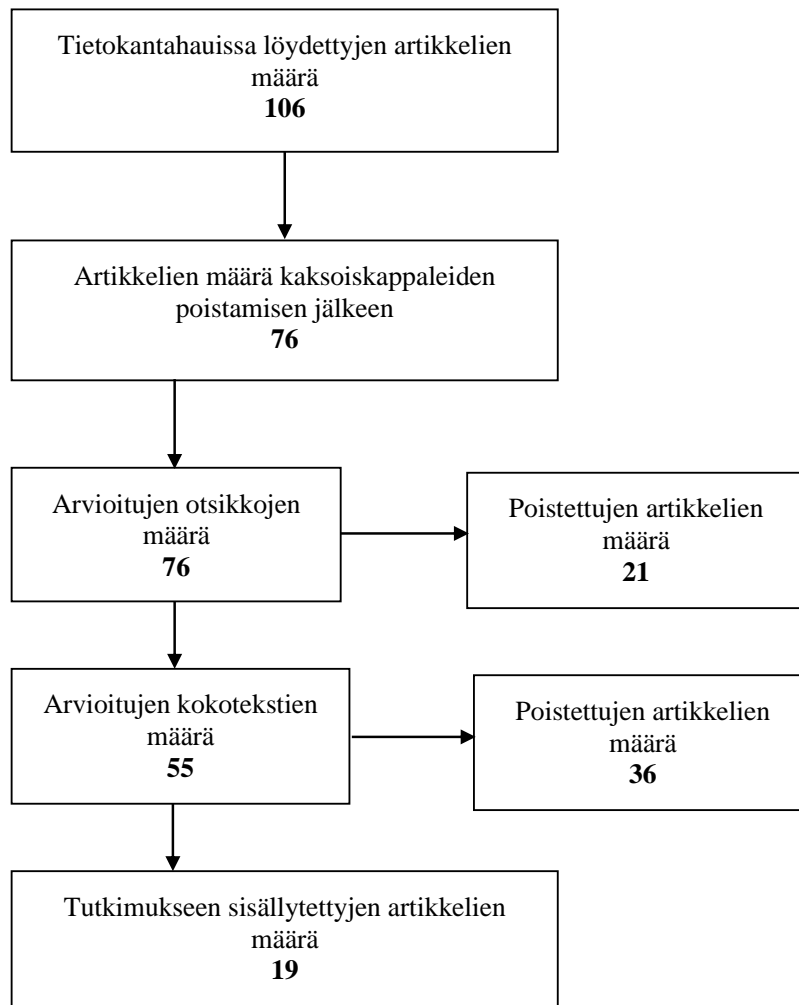 Tietokantahauissa löydettyjen artikkelien
määrä
106
Artikkelien määrä kaksoiskappaleiden
poistamisen jälkeen
76
Arvioitujen otsikkojen
määrä
76
Poistettujen artikkelien
määrä
21
Arvioitujen kokotekstien
määrä
55
Poistettujen artikkelien
määrä
36
Tutkimukseen sisällytettyjen artikkelien
määrä
19